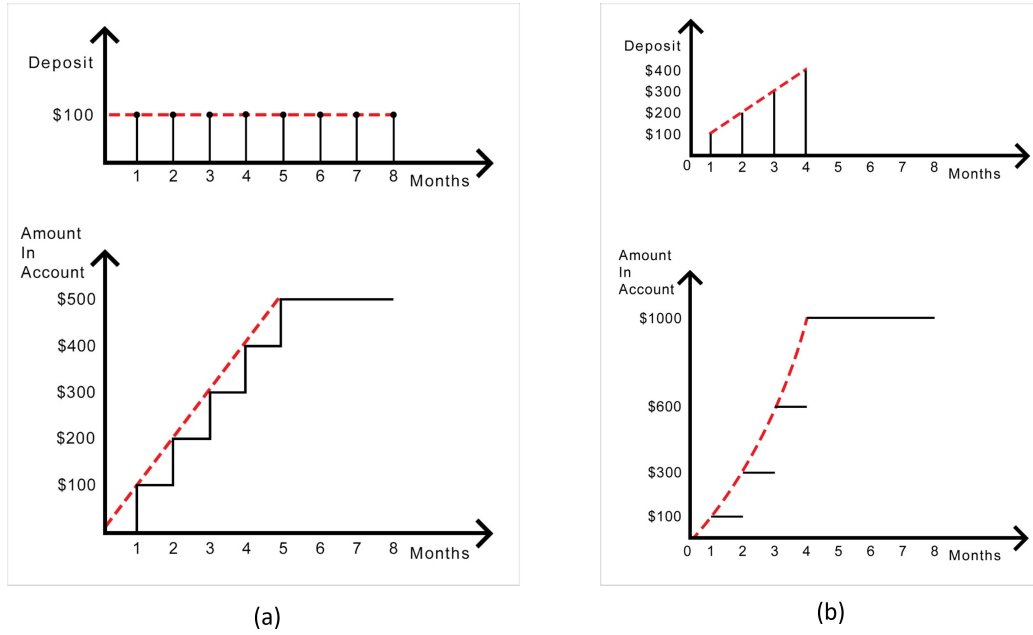 Deposit
$100
1 2 3 4 5 6 7 8 Months
Amount
In
Account
$500
$400
$300
$200
$100
1 2 3 4 5 6 7 8 Months
(a)
Deposit
$400
$300
$200
$100
0 1 2 3 4 5 6 7 8 Months
Amount
In
Account
$1000
$600
$300
$100
0 1 2 3 4 5 6 7 8 Months
(b)